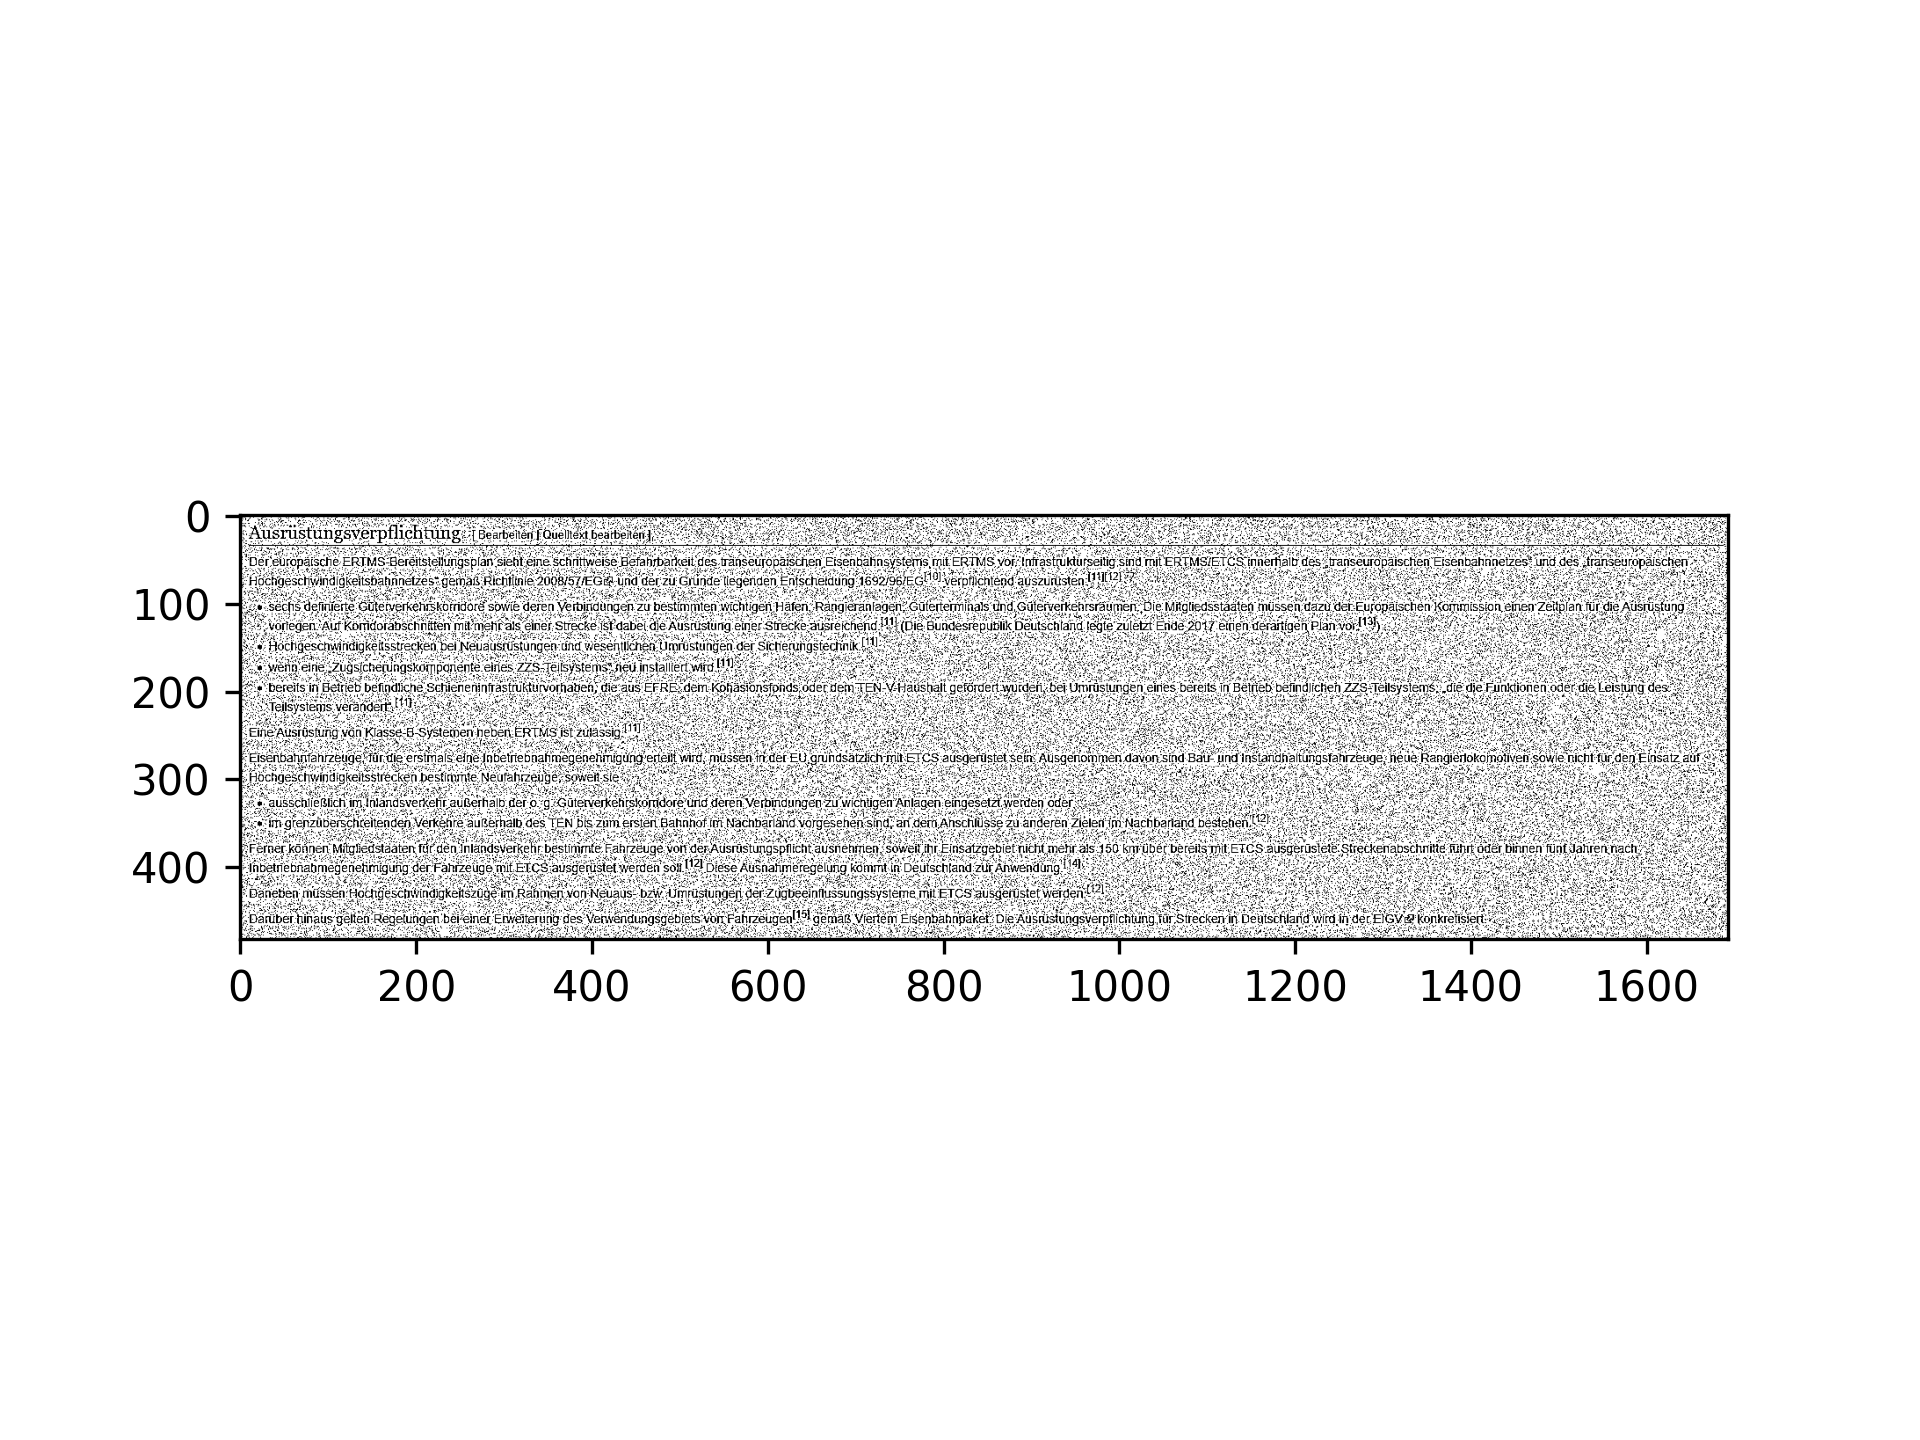 Ausrüstungsverpflichtung [ Bearbeiten | Quelltext bearbeiten ]
Der europäische ERTMS-Bereitstellungsplan sieht eine schrittweise Befahrbarkeit des transeuropäischen Eisenbahnsystems mit ERTMS vor. Infrastrukturseitig sind mit ERTMS/ETCS innerhalb des „transeuropäischen Eisenbahnnetzes“ und des „transeuropäischen
Hochgeschwindigkeitsbahnnetzes“ gemäß Richtlinie 2008/57/EG und der zu Grunde liegenden Entscheidung 1692/96/EG[10] verpflichtend auszurüsten:[11][12]
• sechs definierte Güterverkehrskorridore sowie deren Verbindungen zu bestimmten wichtigen Häfen, Rangieranlagen, Güterterminals und Güterverkehrsräumen. Die Mitgliedsstaaten müssen dazu der Europäischen Kommission einen Zeitplan für die Ausrüstung
vorlegen. Auf Korridorabschnitten mit mehr als einer Strecke ist dabei die Ausrüstung einer Strecke ausreichend.[11] (Die Bundesrepublik Deutschland legte zuletzt Ende 2017 einen derartigen Plan vor.[13])
• Hochgeschwindigkeitsstrecken bei Neuausrüstungen und wesentlichen Umrüstungen der Sicherungstechnik.[11]
• wenn eine „Zugsicherungskomponente eines ZZS-Teilsystems“ neu installiert wird.[11]
• bereits in Betrieb befindliche Schieneninfrastrukturvorhaben, die aus EFRE, dem Kohäsionsfonds oder dem TEN-V-Haushalt gefördert wurden, bei Umrüstungen eines bereits in Betrieb befindlichen ZZS-Teilsystems, „die die Funktionen oder die Leistung des
Teilsystems verändert“.[11]
Eine Ausrüstung von Klasse-B-Systemen neben ERTMS ist zulässig.[11]
Eisenbahnfahrzeuge, für die erstmals eine Inbetriebnahmegenehmigung erteilt wird, müssen in der EU grundsätzlich mit ETCS ausgerüstet sein. Ausgenommen davon sind Bau- und Instandhaltungsfahrzeuge, neue Rangierlokomotiven sowie nicht für den Einsatz auf
Hochgeschwindigkeitsstrecken bestimmte Neufahrzeuge, soweit sie
• ausschließlich im Inlandsverkehr außerhalb der o. g. Güterverkehrskorridore und deren Verbindungen zu wichtigen Anlagen eingesetzt werden oder
• im grenzüberschreitenden Verkehre außerhalb des TEN bis zum ersten Bahnhof im Nachbarland vorgesehen sind, an dem Anschlüsse zu anderen Zielen im Nachbarland bestehen.[12]
Ferner können Mitgliedstaaten für den Inlandsverkehr bestimmte Fahrzeuge von der Ausrüstungspflicht ausnehmen, soweit ihr Einsatzgebiet nicht mehr als 150 km über bereits mit ETCS ausgerüstete Streckenabschnitte führt oder binnen fünf Jahren nach
Inbetriebnahmegenehmigung der Fahrzeuge mit ETCS ausgerüstet werden soll.[12] Diese Ausnahmeregelung kommt in Deutschland zur Anwendung.[14]
Daneben müssen Hochgeschwindigkeitszüge im Rahmen von Neuaus- bzw. Umrüstungen der Zugbeeinflussungssysteme mit ETCS ausgerüstet werden.[12]
Darüber hinaus gelten Regelungen bei einer Erweiterung des Verwendungsgebiets von Fahrzeugen[15] gemäß Viertem Eisenbahnpaket. Die Ausrüstungsverpflichtung für Strecken in Deutschland wird in der EIGV konkretisiert.
0
100
200
300
400
0 200 400 600 800 1000 1200 1400 1600